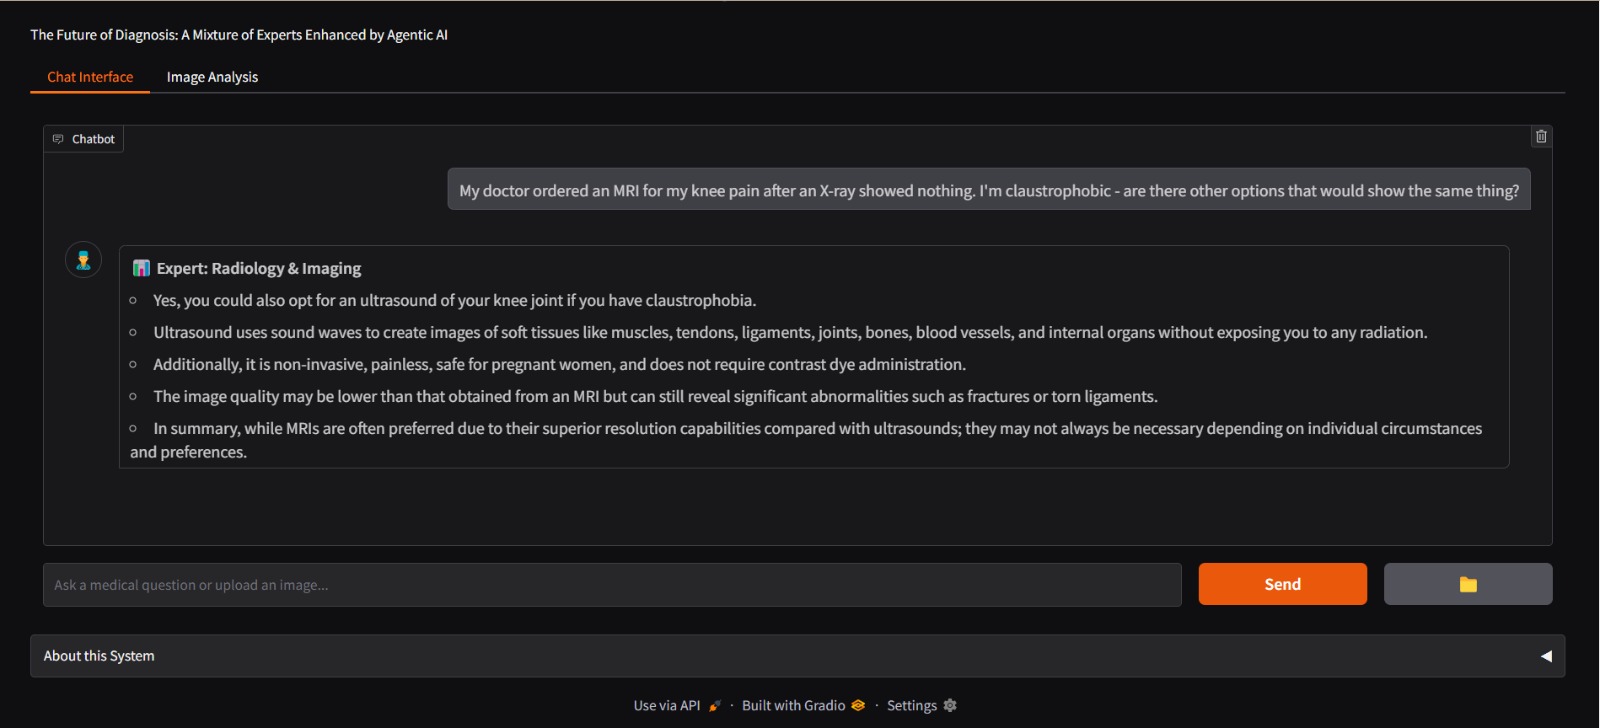 The Future of Diagnosis: A Mixture of Experts Enhanced by Agentic AI
Chat Interface
Image Analysis
Chatbot
My doctor ordered an MRI for my knee pain after an X-ray showed nothing. I'm claustrophobic - are there other options that would show the same thing?
Expert: Radiology & Imaging
Yes, you could also opt for an ultrasound of your knee joint if you have claustrophobia.
Ultrasound uses sound waves to create images of soft tissues like muscles, tendons, ligaments, joints, bones, blood vessels, and internal organs without exposing you to any radiation.
Additionally, it is non-invasive, painless, safe for pregnant women, and does not require contrast dye administration.
The image quality may be lower than that obtained from an MRI but can still reveal significant abnormalities such as fractures or torn ligaments.
In summary, while MRIs are often preferred due to their superior resolution capabilities compared with ultrasounds; they may not always be necessary depending on individual circumstances
and preferences.
Ask a medical question or upload an image...
Send
About this System
Use via API · Built with Gradio · Settings